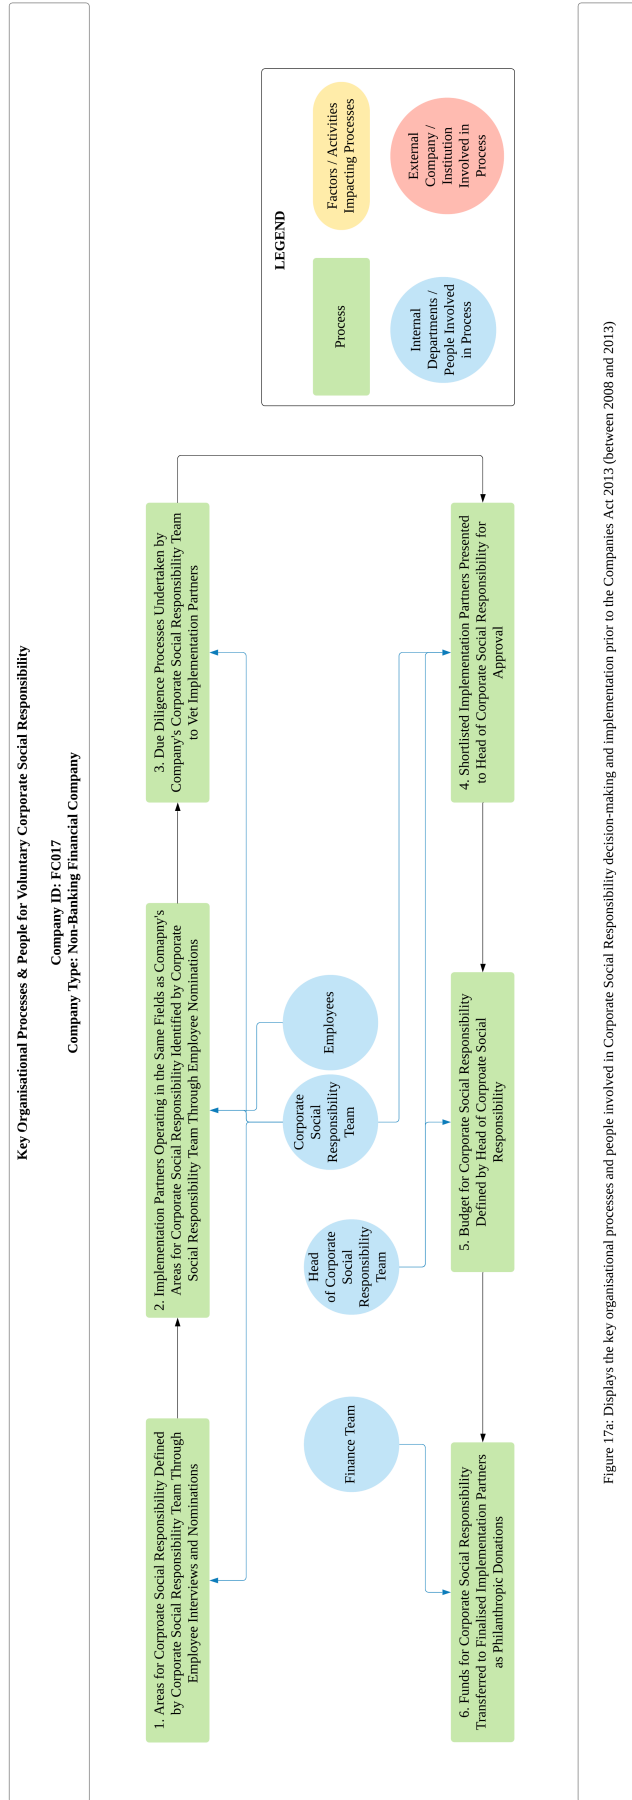 Key Organisational Processes & People for Voluntary Corporate Social Responsibility
Company ID: FC017
Company Type: Non-Banking Financial Company
1. Areas for Corproate Social Responsibility Defined
by Corporate Social Responsibility Team Through
Employee Interviews and Nominations
2. Implementation Partners Operating in the Same Fields as Comapny's
Areas for Corporate Social Responsibility Identified by Corporate
Social Responsibility Team Through Employee Nominations
3. Due Diligence Processes Undertaken by
Company's Corporate Social Responsibility Team
to Vet Implementation Partners
Finance Team
Head
of Corporate
Social
Responsibility
Team
Corporate
Social
Responsibility
Team
Employees
6. Funds for Corporate Social Responsibility
Transferred to Finalised Implementation Partners
as Philanthropic Donations
5. Budget for Corporate Social Responsibility
Defined by Head of Corproate Social
Responsibility
4. Shortlisted Implementation Partners Presented
to Head of Corporate Social Responsibility for
Approval
LEGEND
Process
Factors / Activities
Impacting Processes
Internal
Departments /
People Involved
in Process
External
Company /
Institution
Involved in
Process
Figure 17a: Displays the key organisational processes and people involved in Corporate Social Responsibility decision-making and implementation prior to the Companies Act 2013 (between 2008 and 2013)